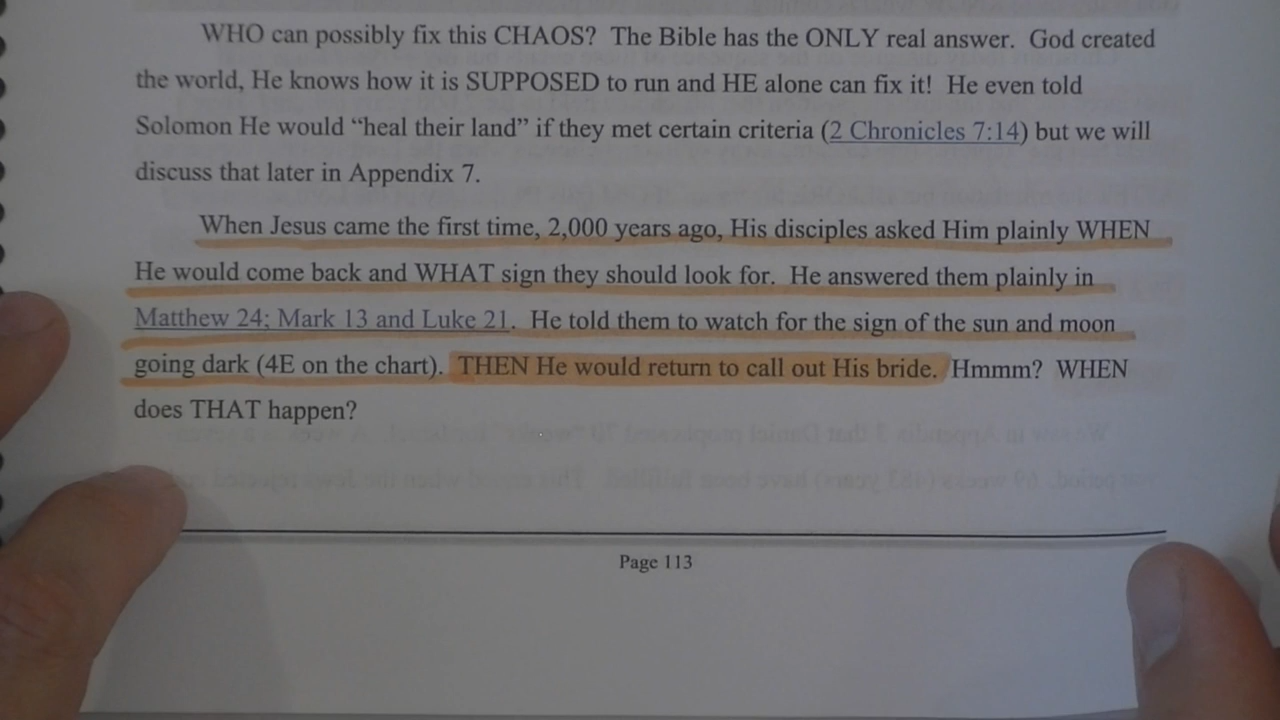 WHO can possibly fix this CHAOS? The Bible has the ONLY real answer. God created
the world, He knows how it is SUPPOSED to run and HE alone can fix it! He even told
Solomon He would “heal their land” if they met certain criteria (2 Chronicles 7:14) but we will
discuss that later in Appendix 7.
When Jesus came the first time, 2,000 years ago, His disciples asked Him plainly WHEN
He would come back and WHAT sign they should look for. He answered them plainly in
Matthew 24; Mark 13 and Luke 21. He told them to watch for the sign of the sun and moon
going dark (4E on the chart). THEN He would return to call out His bride. Hmmm? WHEN
does THAT happen?
Page 113